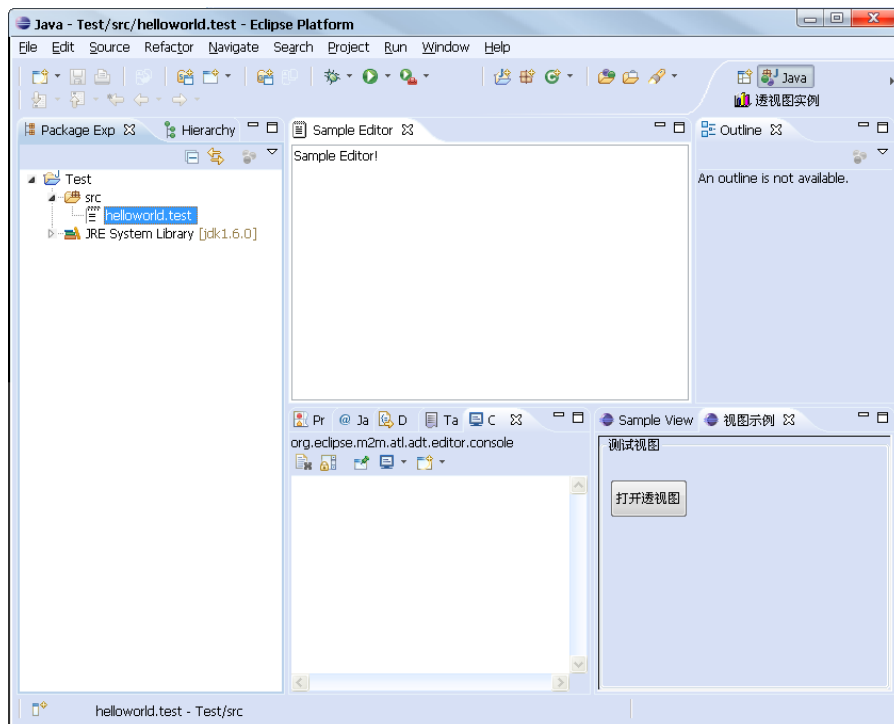 Java - Test/src/helloworld.test - Eclipse Platform
File Edit Source Refactor Navigate Search Project Run Window Help
Java
透视图实例
Package Exp Hierarchy
Sample Editor
Outline
Sample Editor!
An outline is not available.
Test
src
helloworld.test
JRE System Library [jdk1.6.0]
Pr @ Ja D Ta C
Sample View 视图示例
org.eclipse.m2m.atl.adt.editor.console
测试视图
打开透视图
helloworld.test - Test/src